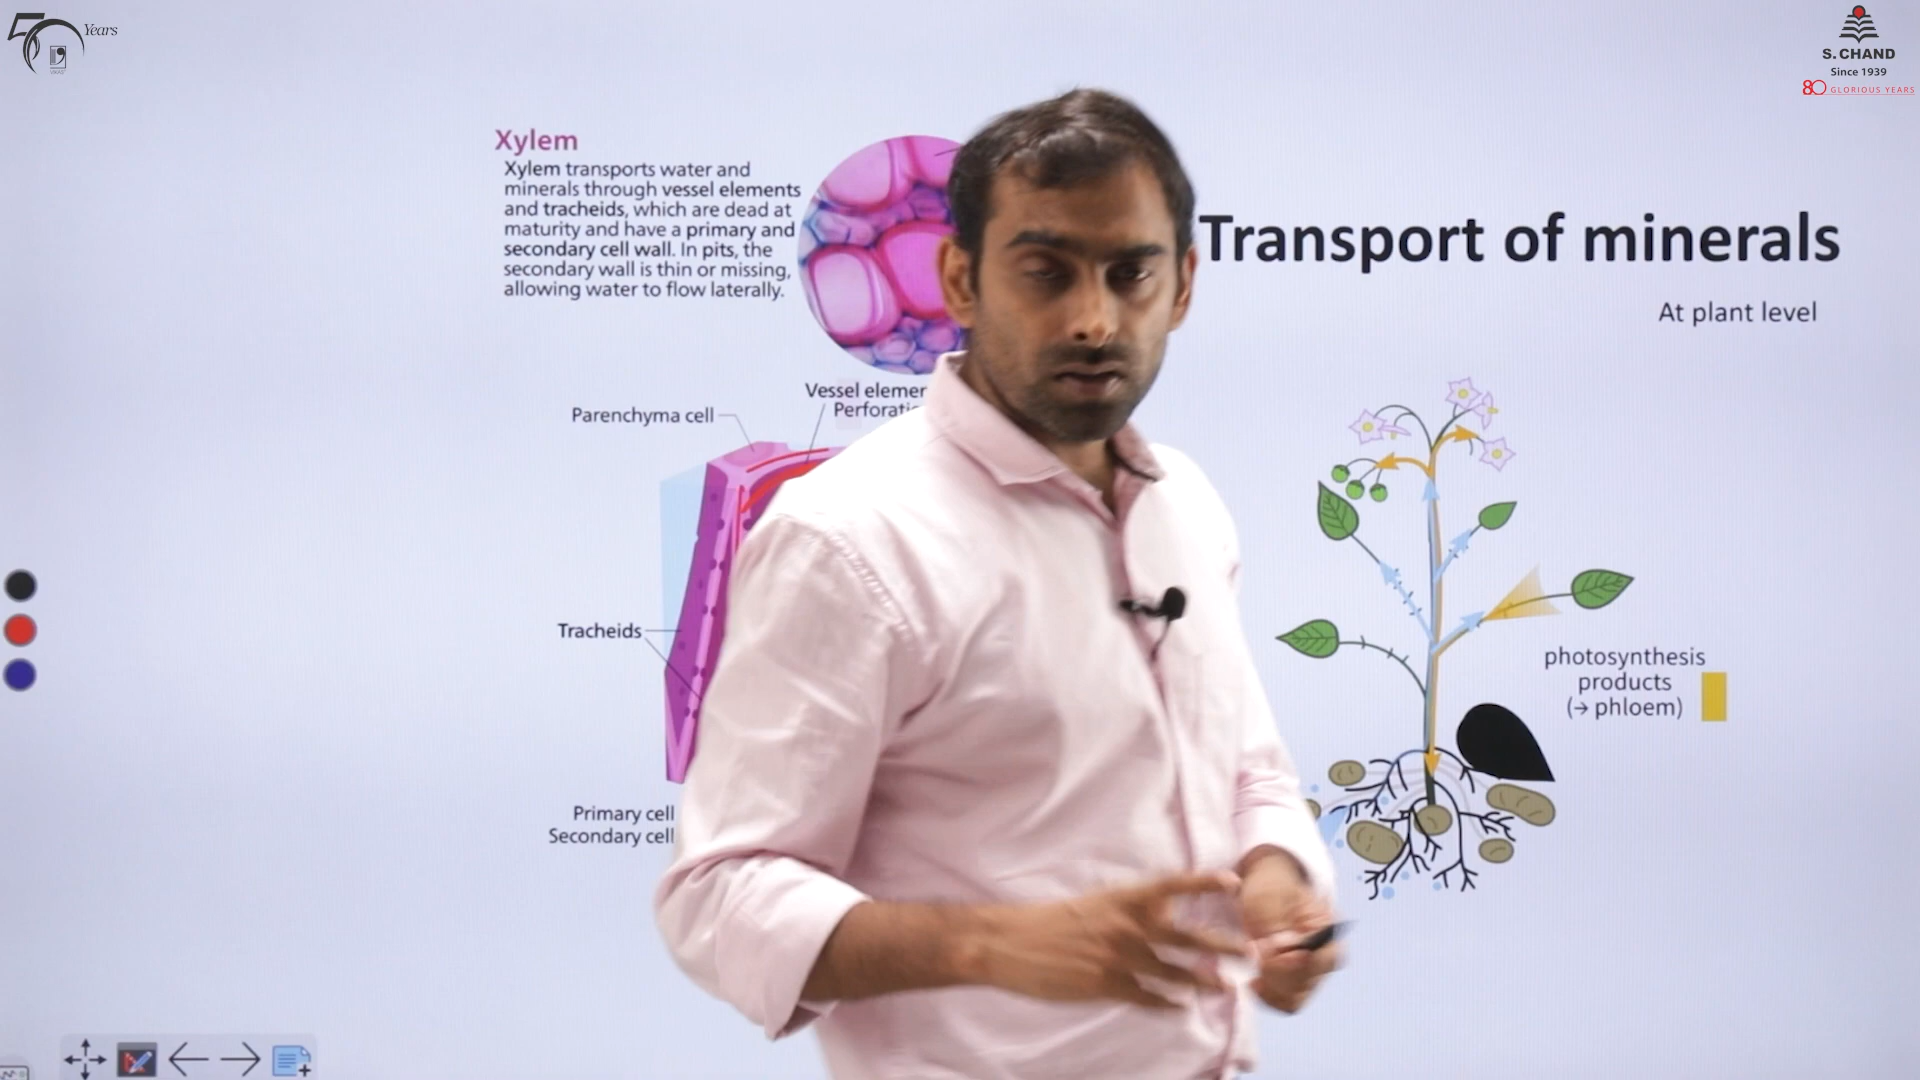 Years
S. CHAND
Since 1939
80 GLORIOUS YEARS
Xylem
Xylem transports water and
minerals through vessel elements
and tracheids, which are dead at
maturity and have a primary and
secondary cell wall. In pits, the
secondary wall is thin or missing,
allowing water to flow laterally.
Transport of minerals
At plant level
Parenchyma cell
Vessel
Tracheids
Primary cell
Secondary cell
photosynthesis
products
(→ phloem)